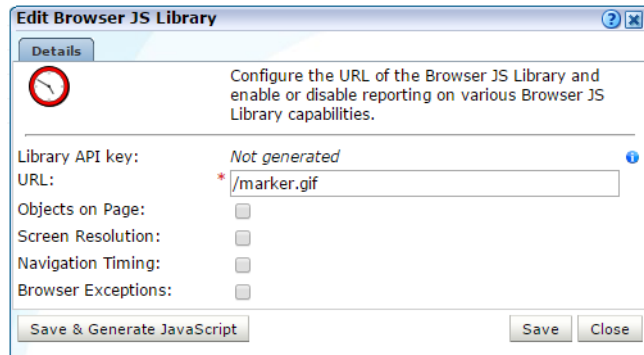 Edit Browser JS Library
Details
Configure the URL of the Browser JS Library and
enable or disable reporting on various Browser JS
Library capabilities.
Library API key: Not generated
URL: * /marker.gif
Objects on Page:
Screen Resolution:
Navigation Timing:
Browser Exceptions:
Save & Generate JavaScript Save Close